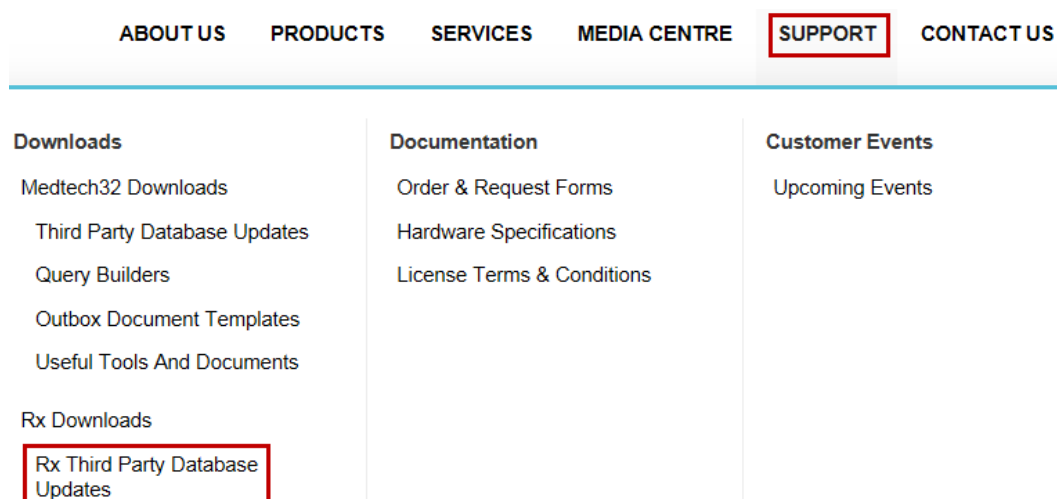 ABOUT US PRODUCTS SERVICES MEDIA CENTRE SUPPORT CONTACT US
Downloads
Medtech32 Downloads
Third Party Database Updates
Query Builders
Outbox Document Templates
Useful Tools And Documents
Rx Downloads
Rx Third Party Database
Updates
Documentation
Order & Request Forms
Hardware Specifications
License Terms & Conditions
Customer Events
Upcoming Events